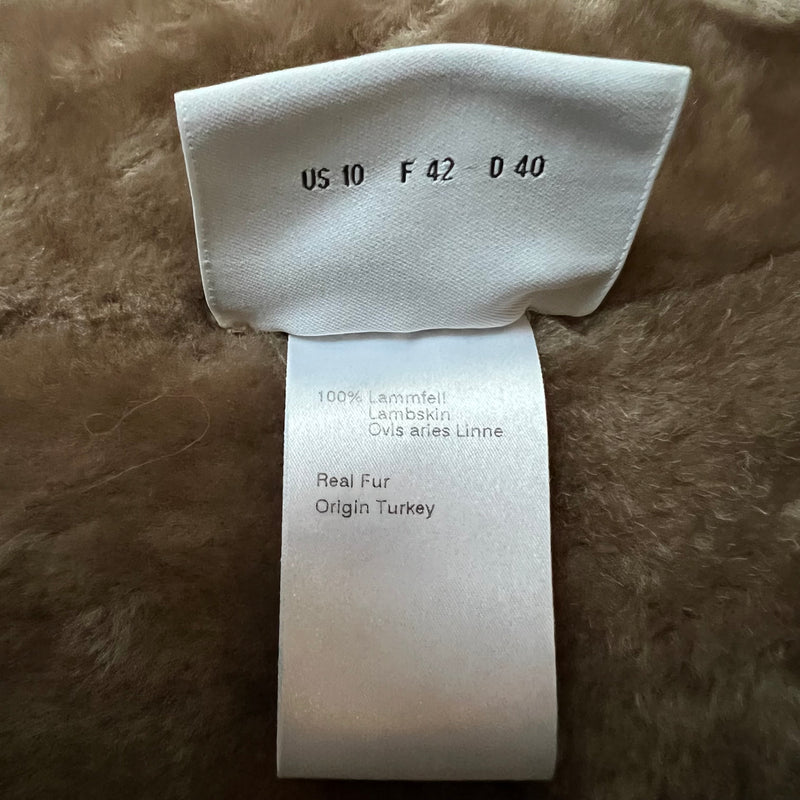 US 10 F 42 D 40
100% Lammfell
Lambskin
Ovis aries Linne
Real Fur
Origin Turkey